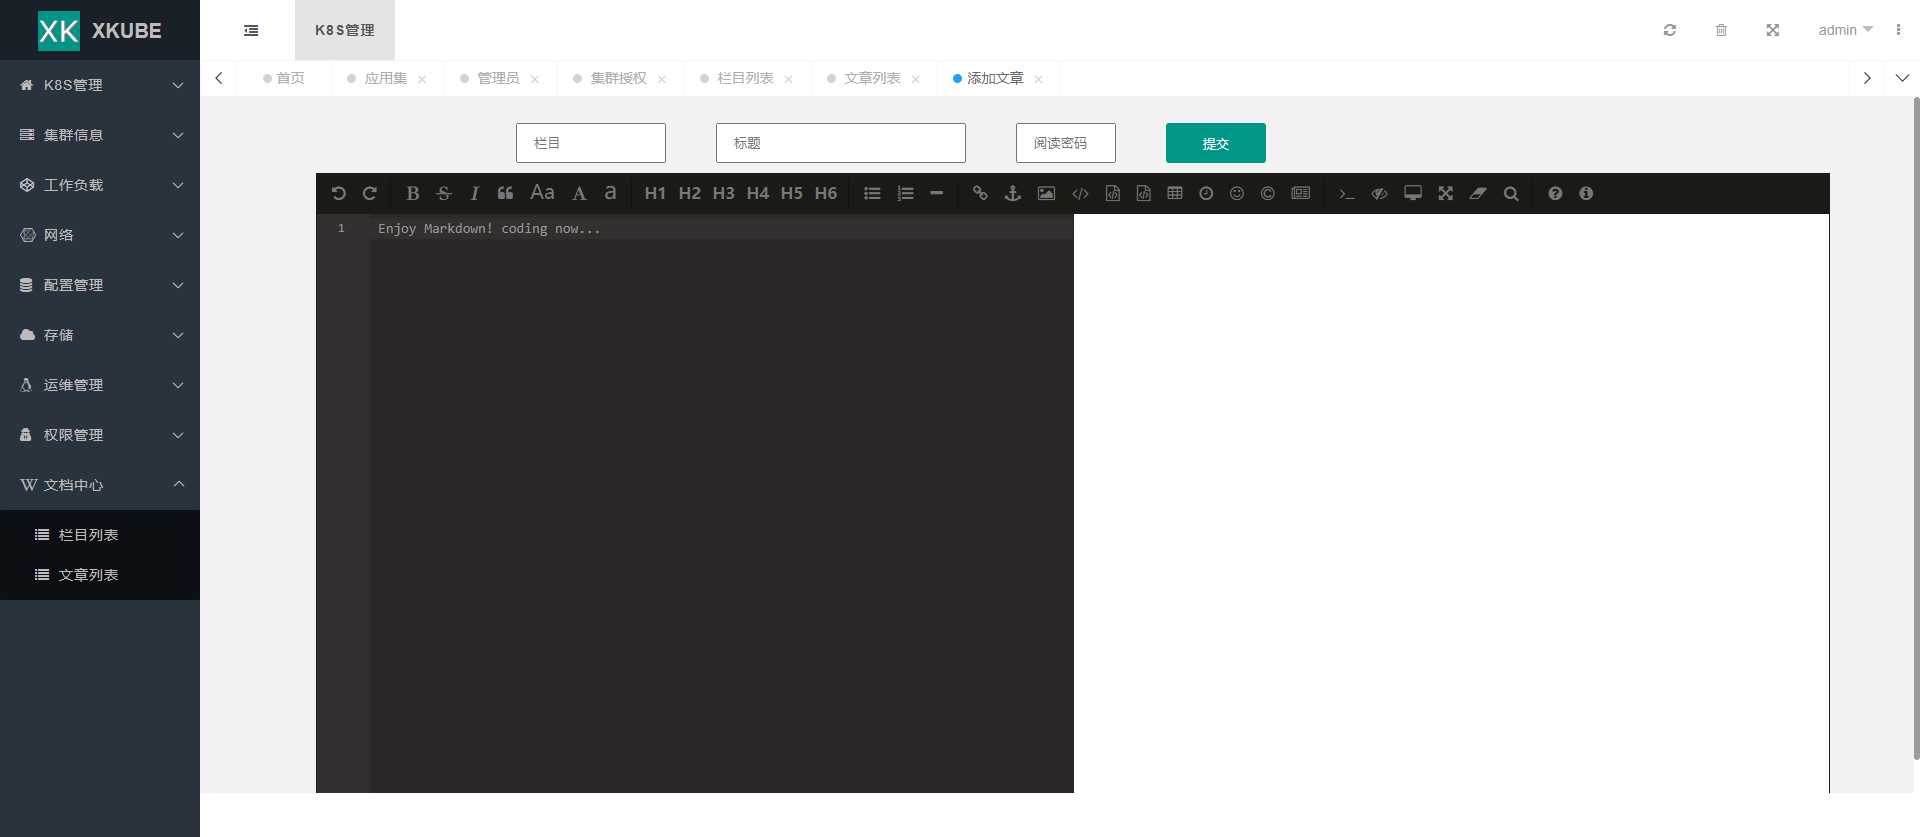 XK XKUBE
K8S管理
admin
K8S管理
集群信息
工作负载
网络
配置管理
存储
运维管理
权限管理
文档中心
栏目列表
文章列表
首页
应用集
管理员
集群授权
栏目列表
文章列表
添加文章
栏目
标题
阅读密码
提交
B S I Aa A a H1 H2 H3 H4 H5 H6
1 Enjoy Markdown! coding now...